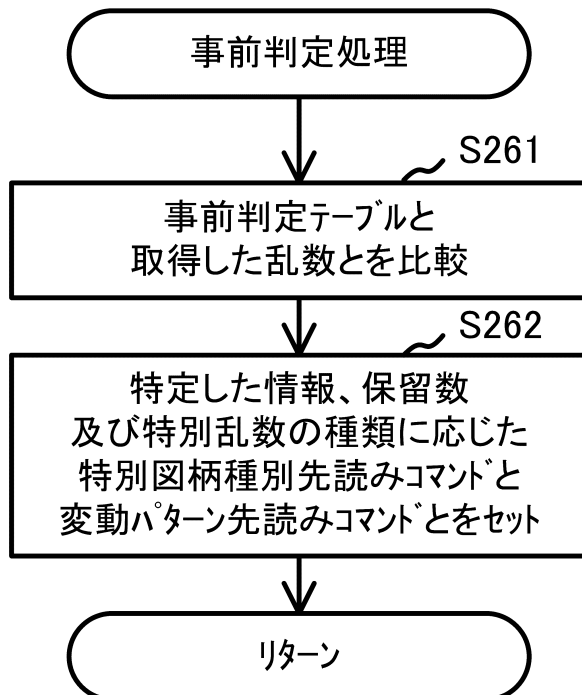 事前判定処理
S261
事前判定ﾃｰﾌﾞﾙと
取得した乱数とを比較
S262
特定した情報、保留数
及び特別乱数の種類に応じた
特別図柄種別先読みｺﾏﾝﾄﾞと
変動ﾊﾟﾀｰﾝ先読みｺﾏﾝﾄﾞとをｾｯﾄ
ﾘﾀｰﾝ